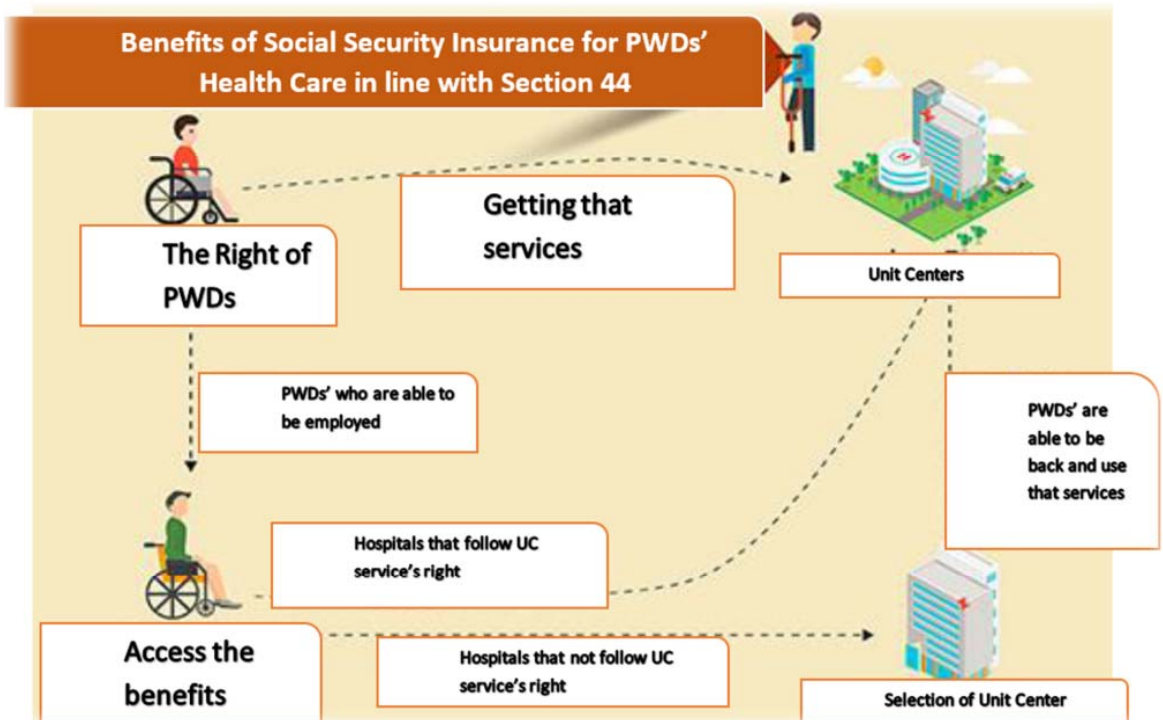 Benefits of Social Security Insurance for PWDs'
Health Care in line with Section 44
Getting that
services
The Right of
PWDs
Unit Centers
PWDs' who are able to
be employed
PWDs' are
able to be
back and use
that services
Hospitals that follow UC
service's right
Access the
benefits
Hospitals that not follow UC
service's right
Selection of Unit Center
H